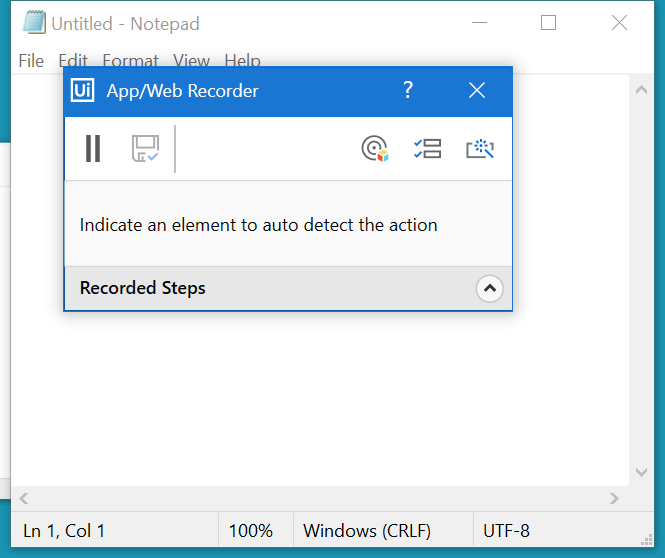 Untitled - Notepad
File Edit Format View Help
Ui App/Web Recorder ?
Indicate an element to auto detect the action
Recorded Steps
Ln 1, Col 1 100% Windows (CRLF) UTF-8